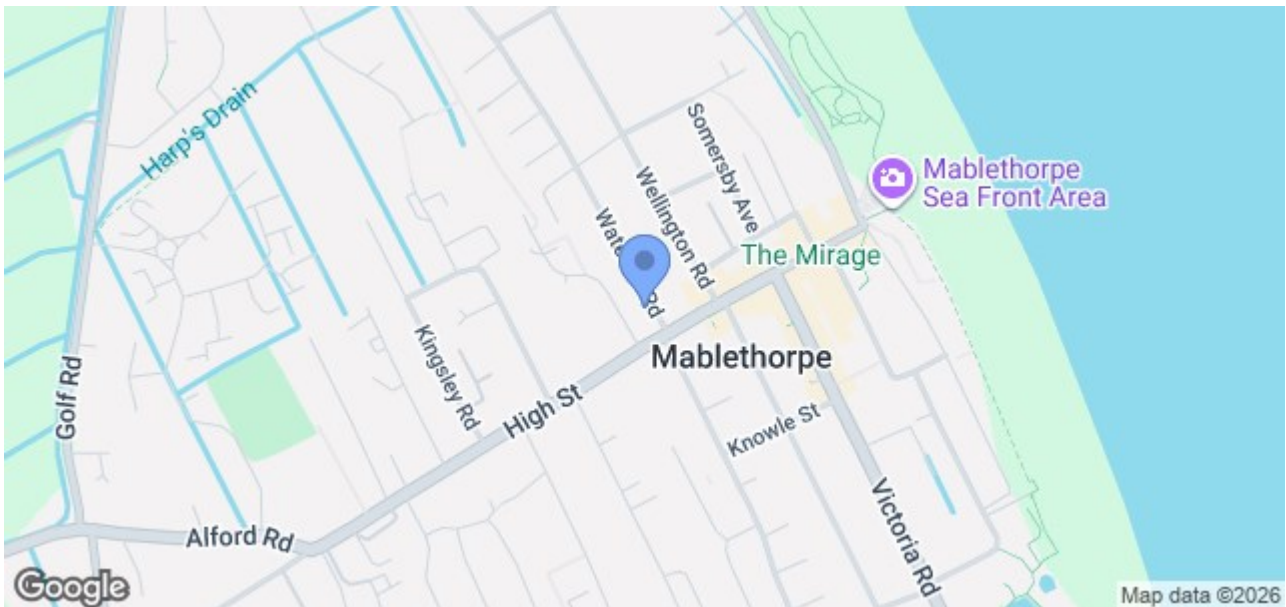 Harp's Drain
Somersby Ave
Mablethorpe
Sea Front Area
Wellington Rd
Rd
The Mirage
Kingsley Rd
Mablethorpe
Golf Rd
High St
Knowle St
Victoria Rd
Alford Rd
Google
Map data ©2026